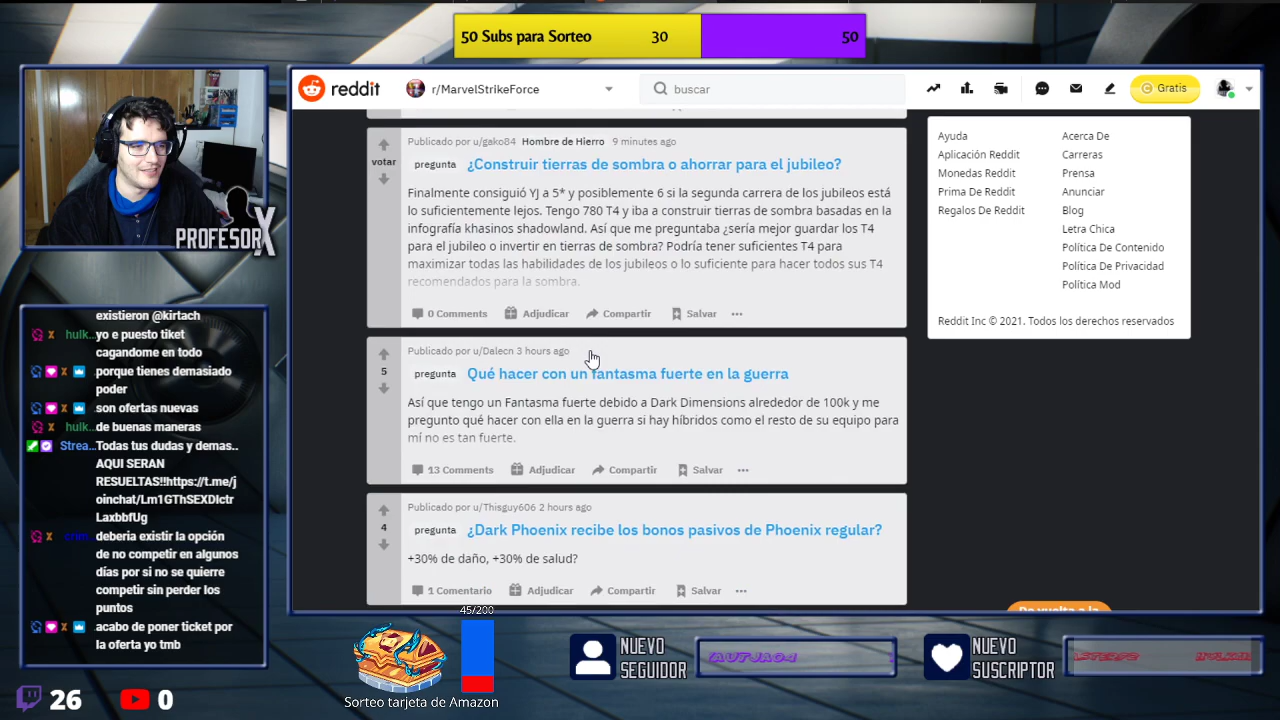 50 Subs para Sorteo 30 50
reddit r/MarvelStrikeForce buscar Gratis
PROFESOR X
Publicado por u/gako84 Hombre de Hierro 9 minutes ago
votar
pregunta ¿Construir tierras de sombra o ahorrar para el jubileo?
Finalmente consiguió YJ a 5* y posiblemente 6 si la segunda carrera de los jubileos está
lo suficientemente lejos. Tengo 780 T4 y iba a construir tierras de sombra basadas en la
infografía khasinos shadowland. Así que me preguntaba ¿sería mejor guardar los T4
para el jubileo o invertir en tierras de sombra? Podría tener suficientes T4 para
maximizar todas las habilidades de los jubileos o lo suficiente para hacer todos sus T4
recomendados para la sombra.
0 Comments Adjudicar Compartir Salvar
Publicado por u/Dalecn 3 hours ago
5
pregunta Qué hacer con un fantasma fuerte en la guerra
Así que tengo un Fantasma fuerte debido a Dark Dimensions alrededor de 100k y me
pregunto qué hacer con ella en la guerra si hay híbridos como el resto de su equipo para
mí no es tan fuerte.
13 Comments Adjudicar Compartir Salvar
Publicado por u/Thisguy606 2 hours ago
4
pregunta ¿Dark Phoenix recibe los bonos pasivos de Phoenix regular?
+30% de daño, +30% de salud?
1 Comentario Adjudicar Compartir Salvar
Ayuda Acerca De
Aplicación Reddit Carreras
Monedas Reddit Prensa
Prima De Reddit Anunciar
Regalos De Reddit Blog
Letra Chica
Política De Contenido
Política De Privacidad
Política Mod
Reddit Inc © 2021. Todos los derechos reservados
De vuelta a la
existieron @kirtach
hulk.. yo e puesto tiket
cagandome en todo
porque tienes demasiado
poder
son ofertas nuevas
hulk.. de buenas maneras
Strea... Todas tus dudas y demas..
AQUI SERAN
RESUELTAS!!https://t.me/j
oinchat/Lm1GThSEXDIctr
LaxbbfUg
deberia existir la opción
de no competir en algunos
días por si no se quierre
competir sin perder los
puntos
acabo de poner ticket por
la oferta yo tmb
26 0
45/200
Sorteo tarjeta de Amazon
NUEVO
SEGUIDOR
NUEVO
SUSCRIPTOR